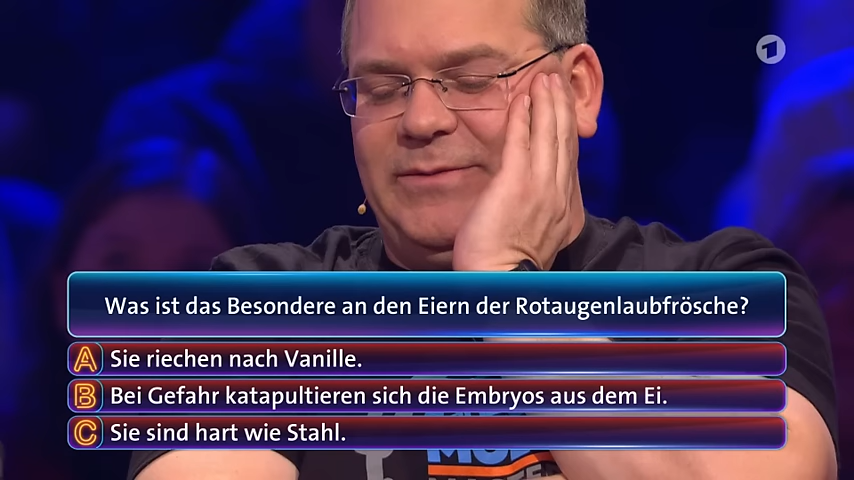 1
Was ist das Besondere an den Eiern der Rotaugenlaubfrösche?
A Sie riechen nach Vanille.
B Bei Gefahr katapultieren sich die Embryos aus dem Ei.
C Sie sind hart wie Stahl.